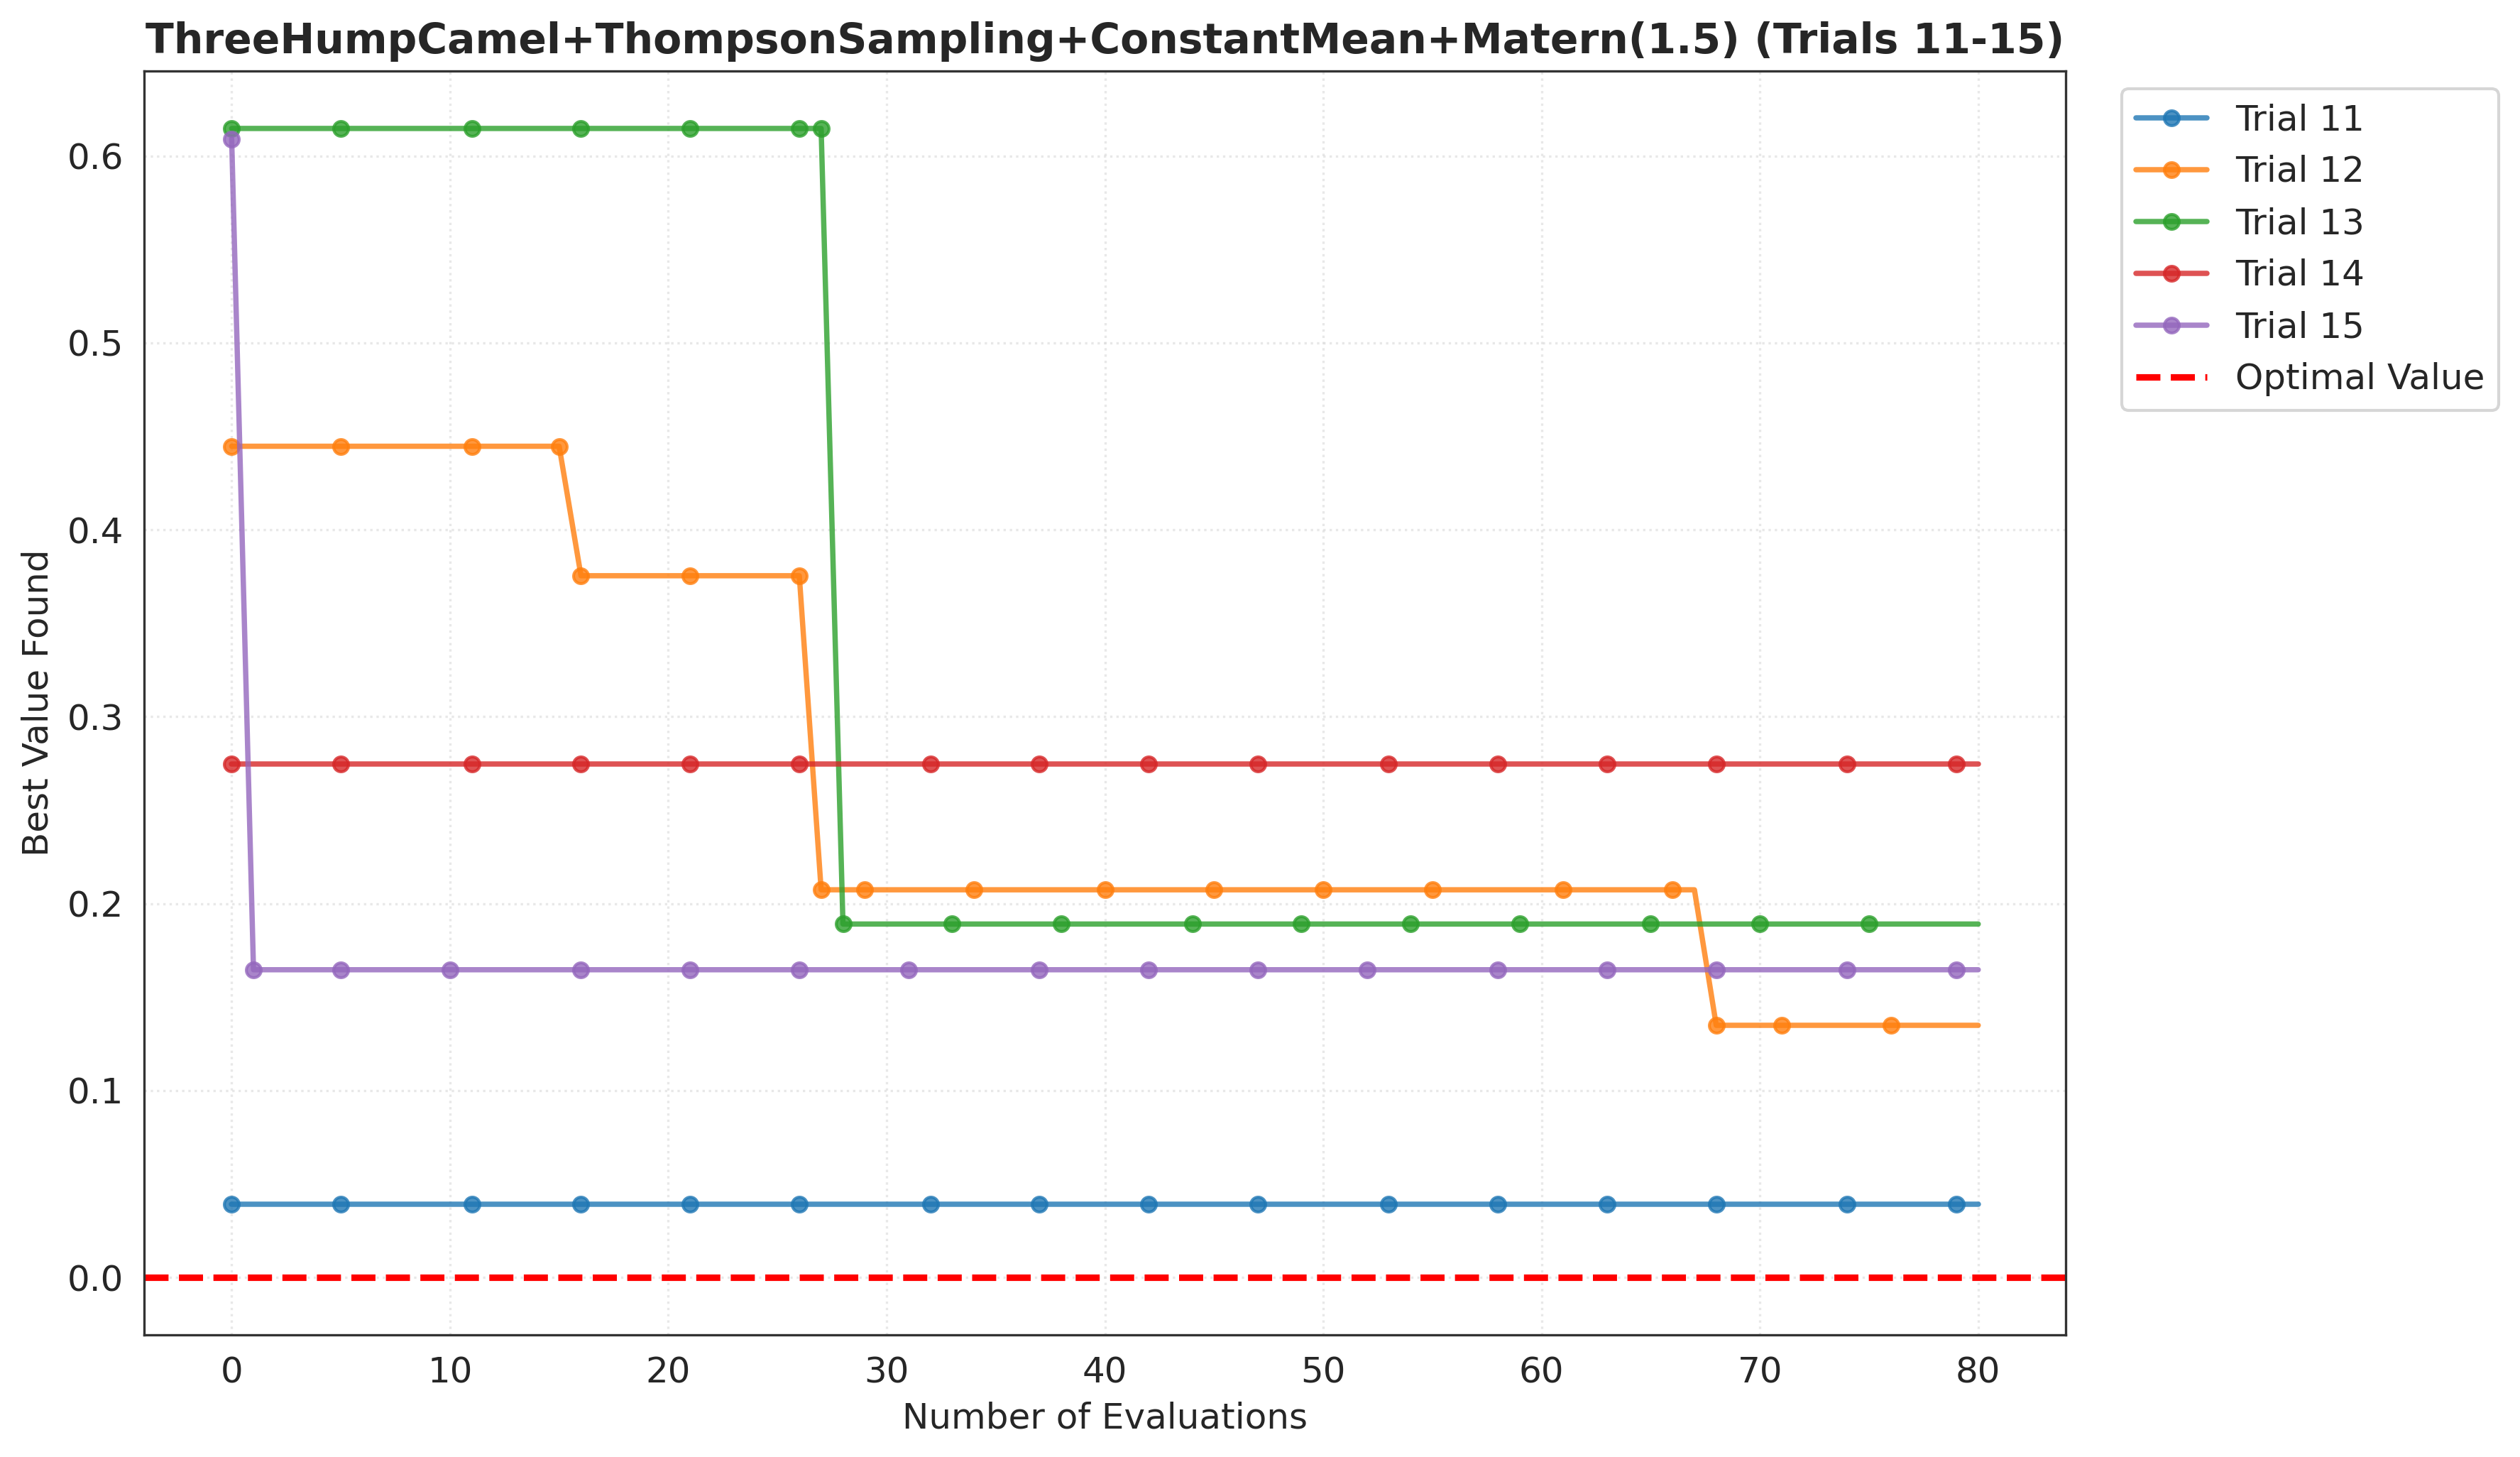 ThreeHumpCamel+ThompsonSampling+ConstantMean+Matern(1.5) (Trials 11-15)
Trial 11
Trial 12
Trial 13
Trial 14
Trial 15
Optimal Value
Best Value Found
0.6
0.5
0.4
0.3
0.2
0.1
0.0
0 10 20 30 40 50 60 70 80
Number of Evaluations